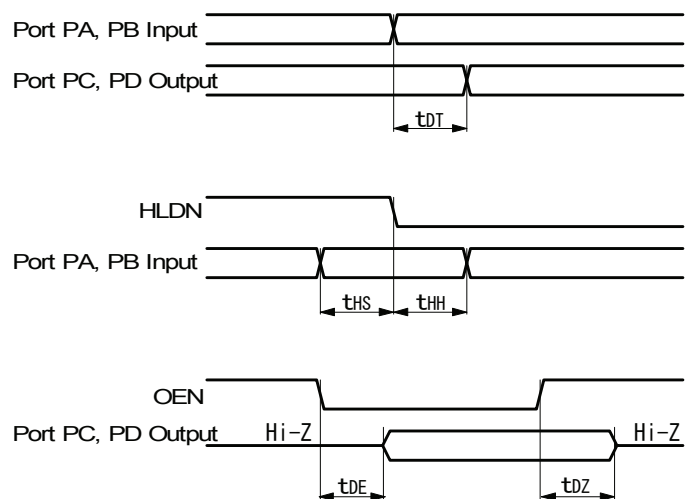 Port PA, PB Input
Port PC, PD Output
tDT
HLDN
Port PA, PB Input
tHS tHH
OEN
Port PC, PD Output Hi-Z Hi-Z
tDE tDZ